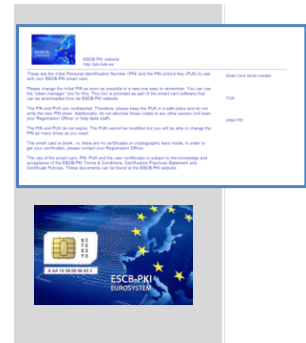 ESCB-PKI website
http://pki.ecb.eu
These are the initial Personal Identification Number (PIN) and the PIN Unlock Key (PUK) to use
with your ESCB-PKI smart card.
Smart card serial number
Please change the initial PIN as soon as possible to a new one easy to remember. You can use
the "token manager" tool for this. This tool is provided as part of the smart card software that
can be downloaded from de ESCB-PKI website
PUK
The PIN and PUK are confidential. Therefore, please keep the PUK in a safe place and do not
write the new PIN down. Additionally, do not disclose these codes to any other person (not even
your Registration Officer or help desk staff).
Initial PIN
The PIN and PUK do not expire. The PUK cannot be modified but you will be able to change the
PIN as many times as you need
The smart card is blank, i.e. there are no certificates or cryptographic keys inside. In order to
get your certificates, please contact your Registration Officer.
The use of the smart card, PIN, PUK and the user certificates is subject to the knowledge and
acceptance of the ESCB-PKI Terms & Conditions, Certification Practices Statement and
Certificate Policies. These documents can be found at the ESCB-PKI website.
ESCB-PKI
EUROSYSTEM